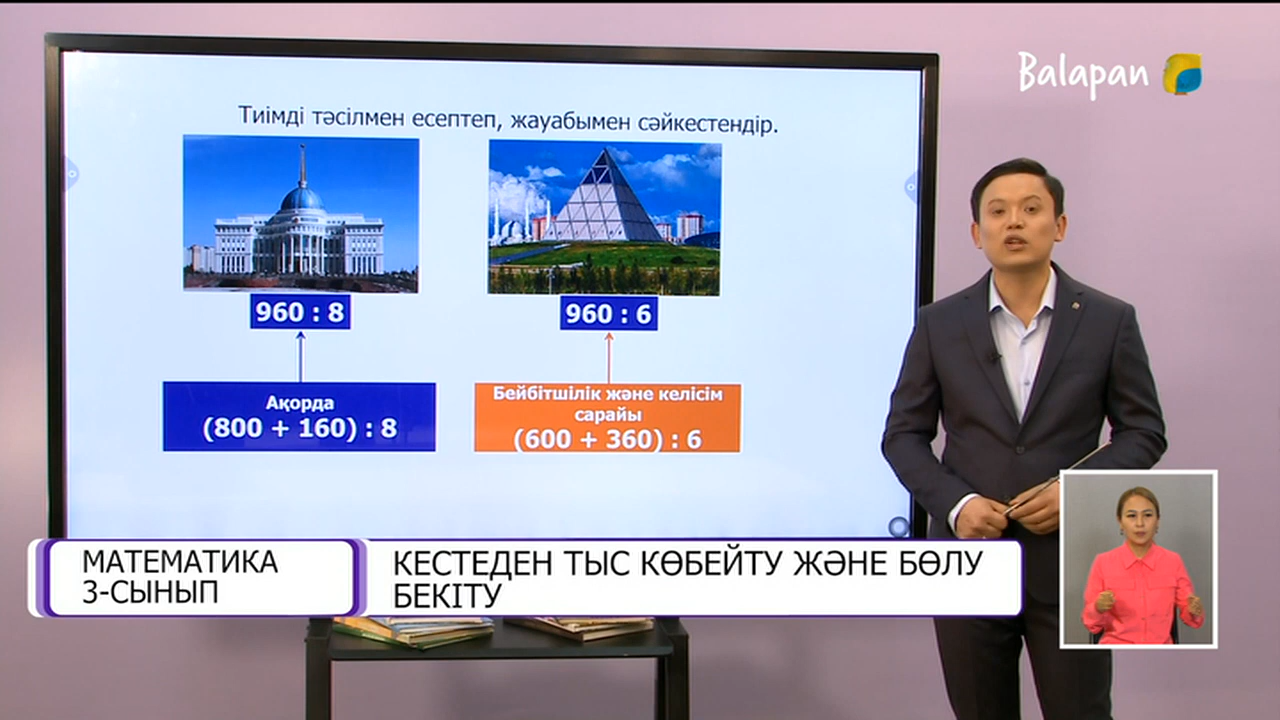 Balapan
Тиімді тәсілмен есептеп, жауабымен сәйкестендір.
960 : 8
960 : 6
Ақорда
(800 + 160) : 8
Бейбітшілік және келісім
сарайы
(600 + 360) : 6
МАТЕМАТИКА
3-СЫНЫП
КЕСТЕДЕН ТЫС КӨБЕЙТУ ЖӘНЕ БӨЛУ
БЕКІТУ